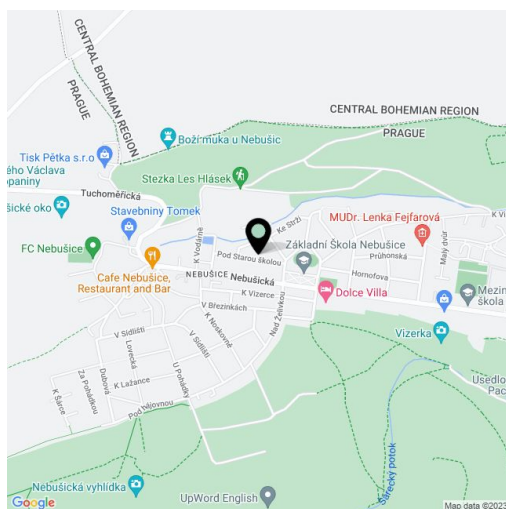 CENTRAL BOHEMIAN REGION
PRAGUE
CENTRAL BOHEMIAN REGION
PRAGUE
Boží muka u Nebušic
Tisk Pětka s.r.o
Stezka Les Hlásek
ého Václava
opaniny
Tuchoměřická
šické oko
Stavebniny Tomek
K Vodárně
Ke Strži
MUDr. Lenka Fejfarová
K Vi
FC Nebušice
Pod Starou školou
Základní Škola Nebušice
Průhonská
Malý dvůr
Cafe Nebušice,
Restaurant and Bar
NEBUŠICE
Nebušická
Hornofova
Mezin
škola
K Vizerce
Dolce Villa
V Březinkách
Nad Želivkou
Vizerka
V Sídlišti
K Noskovně
Lovecká
V Sídlišti
U Pohádky
Dubová
K Lažance
Za Pohádkou
K Šárce
Usedlo
Pac
Šárecký potok
Nebušická vyhlídka
UpWord English
Google
Map data ©2023